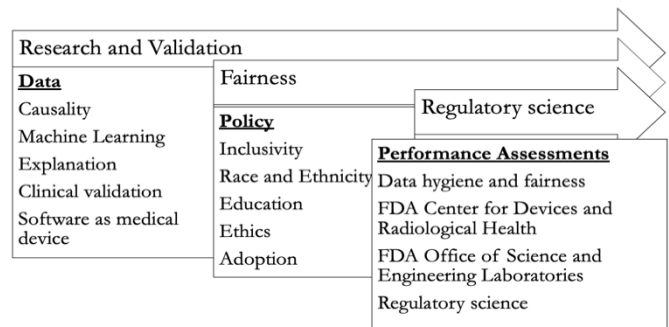 Research and Validation
Data
Causality
Machine Learning
Explanation
Clinical validation
Software as medical
device
Fairness
Policy
Inclusivity
Race and Ethnicity
Education
Ethics
Adoption
Regulatory science
Performance Assessments
Data hygiene and fairness
FDA Center for Devices and
Radiological Health
FDA Office of Science and
Engineering Laboratories
Regulatory science